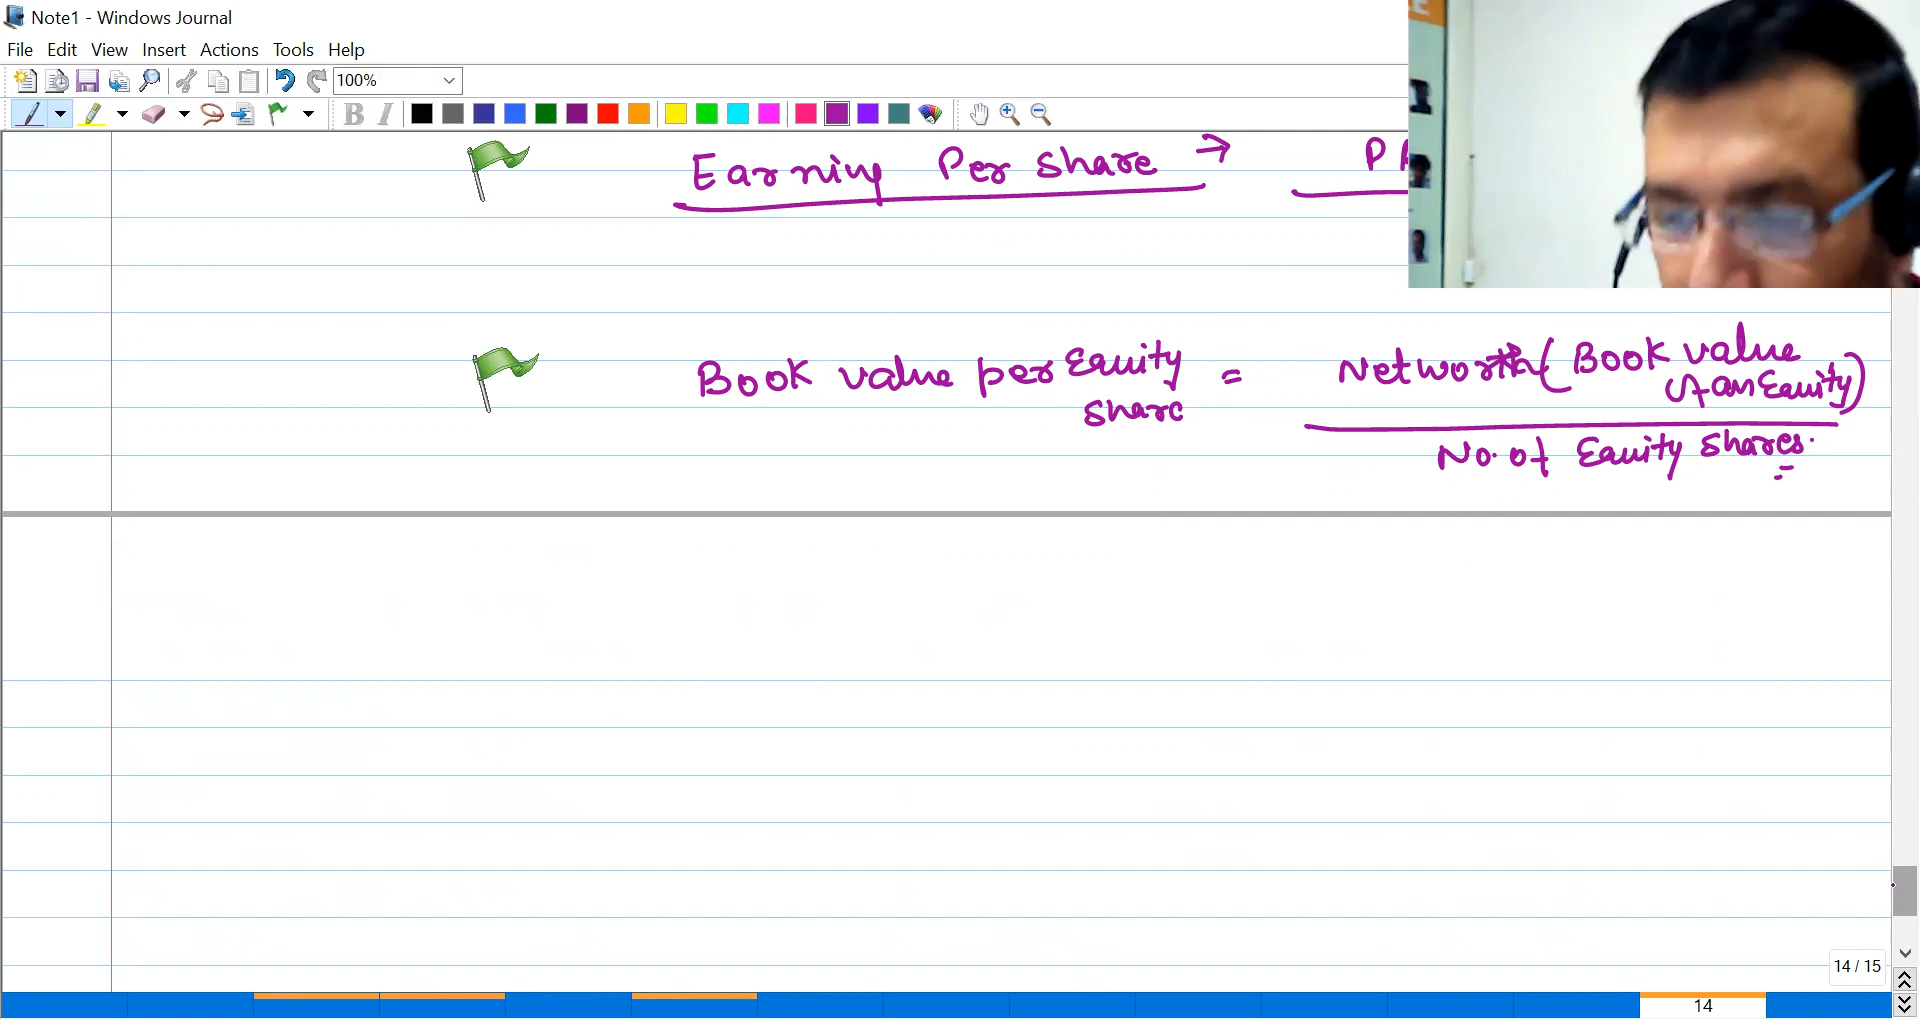 Note1 - Windows Journal
File Edit View Insert Actions Tools Help
100%
B I
Earning Per Share →
Book value per Equity Share = Networth (Book value of an Equity)
No. of Equity Shares.
14 / 15
14